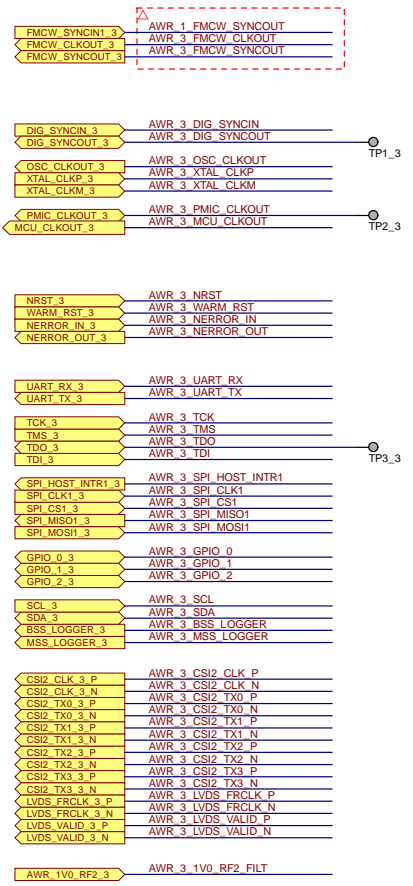 FMCW_SYNCIN1_3 AWR_1_FMCW_SYNCOUT
FMCW_CLKOUT_3 AWR_3_FMCW_CLKOUT
FMCW_SYNCOUT_3 AWR_3_FMCW_SYNCOUT
DIG_SYNCIN_3 AWR_3_DIG_SYNCIN
DIG_SYNCOUT_3 AWR_3_DIG_SYNCOUT
TP1_3
OSC_CLKOUT_3 AWR_3_OSC_CLKOUT
XTAL_CLKP_3 AWR_3_XTAL_CLKP
XTAL_CLKM_3 AWR_3_XTAL_CLKM
PMIC_CLKOUT_3 AWR_3_PMIC_CLKOUT
MCU_CLKOUT_3 AWR_3_MCU_CLKOUT
TP2_3
NRST_3 AWR_3_NRST
WARM_RST_3 AWR_3_WARM_RST
NERROR_IN_3 AWR_3_NERROR_IN
NERROR_OUT_3 AWR_3_NERROR_OUT
UART_RX_3 AWR_3_UART_RX
UART_TX_3 AWR_3_UART_TX
TCK_3 AWR_3_TCK
TMS_3 AWR_3_TMS
TDO_3 AWR_3_TDO
TDI_3 AWR_3_TDI
TP3_3
SPI_HOST_INTR1_3 AWR_3_SPI_HOST_INTR1
SPI_CLK1_3 AWR_3_SPI_CLK1
SPI_CS1_3 AWR_3_SPI_CS1
SPI_MISO1_3 AWR_3_SPI_MISO1
SPI_MOSI1_3 AWR_3_SPI_MOSI1
GPIO_0_3 AWR_3_GPIO_0
GPIO_1_3 AWR_3_GPIO_1
GPIO_2_3 AWR_3_GPIO_2
SCL_3 AWR_3_SCL
SDA_3 AWR_3_SDA
BSS_LOGGER_3 AWR_3_BSS_LOGGER
MSS_LOGGER_3 AWR_3_MSS_LOGGER
CSI2_CLK_3_P AWR_3_CSI2_CLK_P
CSI2_CLK_3_N AWR_3_CSI2_CLK_N
CSI2_TX0_3_P AWR_3_CSI2_TX0_P
CSI2_TX0_3_N AWR_3_CSI2_TX0_N
CSI2_TX1_3_P AWR_3_CSI2_TX1_P
CSI2_TX1_3_N AWR_3_CSI2_TX1_N
CSI2_TX2_3_P AWR_3_CSI2_TX2_P
CSI2_TX2_3_N AWR_3_CSI2_TX2_N
CSI2_TX3_3_P AWR_3_CSI2_TX3_P
CSI2_TX3_3_N AWR_3_CSI2_TX3_N
LVDS_FRCLK_3_P AWR_3_LVDS_FRCLK_P
LVDS_FRCLK_3_N AWR_3_LVDS_FRCLK_N
LVDS_VALID_3_P AWR_3_LVDS_VALID_P
LVDS_VALID_3_N AWR_3_LVDS_VALID_N
AWR_1V0_RF2_3 AWR_3_1V0_RF2_FILT